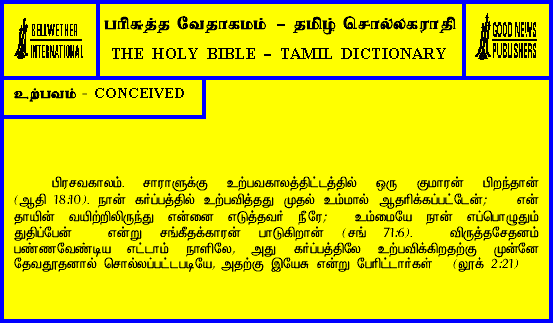 BELLWETHER
INTERNATIONAL
பரிசுத்த வேதாகமம் – தமிழ் சொல்லகராதி
THE HOLY BIBLE – TAMIL DICTIONARY
GOOD NEWS
PUBLISHERS
உற்பவம் - CONCEIVED
பிரசவகாலம். சாராளுக்கு உற்பவகாலத்திட்டத்தில் ஒரு குமாரன் பிறந்தான்
(ஆதி 18:10). நான் கர்ப்பத்தில் உற்பவித்தது முதல் உம்மால் ஆதரிக்கப்பட்டேன்; என்
தாயின் வயிற்றிலிருந்து என்னை எடுத்தவர் நீரே; உம்மையே நான் எப்பொழுதும்
துதிப்பேன் என்று சங்கீதக்காரன் பாடுகிறான் (சங் 71:6). விருத்தசேதனம்
பண்ணவேண்டிய எட்டாம் நாளிலே, அது கர்ப்பத்திலே உற்பவிக்கிறதற்கு முன்னே
தேவதூதனால் சொல்லப்பட்டபடியே, அதற்கு இயேசு என்று பேரிட்டார்கள் (லூக் 2:21)